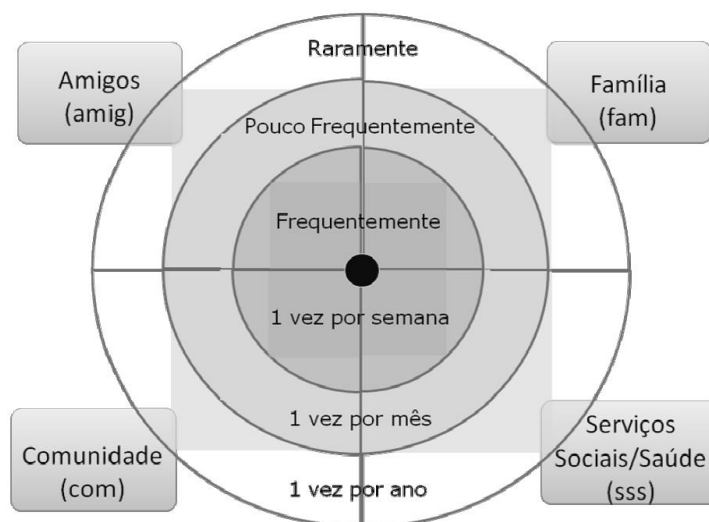 Raramente
Amigos
(amig)
Família
(fam)
Pouco Frequentemente
Frequentemente
1 vez por semana
1 vez por mês
Comunidade
(com)
Serviços
Sociais/Saúde
(sss)
1 vez por ano